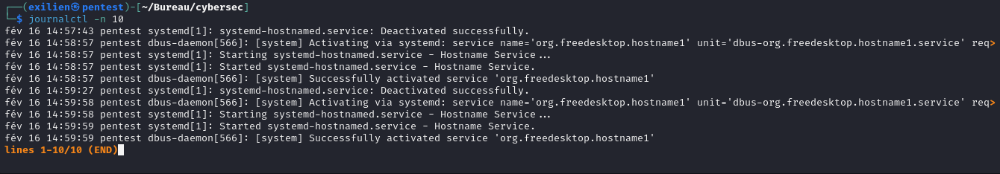 ┌──(exilien㉿pentest)-[~/Bureau/cybersec]
└─$ journalctl -n 10
fév 16 14:57:43 pentest systemd[1]: systemd-hostnamed.service: Deactivated successfully.
fév 16 14:58:57 pentest dbus-daemon[566]: [system] Activating via systemd: service name='org.freedesktop.hostname1' unit='dbus-org.freedesktop.hostname1.service' req>
fév 16 14:58:57 pentest systemd[1]: Starting systemd-hostnamed.service - Hostname Service...
fév 16 14:58:57 pentest systemd[1]: Started systemd-hostnamed.service - Hostname Service.
fév 16 14:58:57 pentest dbus-daemon[566]: [system] Successfully activated service 'org.freedesktop.hostname1'
fév 16 14:59:27 pentest systemd[1]: systemd-hostnamed.service: Deactivated successfully.
fév 16 14:59:58 pentest dbus-daemon[566]: [system] Activating via systemd: service name='org.freedesktop.hostname1' unit='dbus-org.freedesktop.hostname1.service' req>
fév 16 14:59:58 pentest systemd[1]: Starting systemd-hostnamed.service - Hostname Service...
fév 16 14:59:59 pentest systemd[1]: Started systemd-hostnamed.service - Hostname Service.
fév 16 14:59:59 pentest dbus-daemon[566]: [system] Successfully activated service 'org.freedesktop.hostname1'
lines 1-10/10 (END)